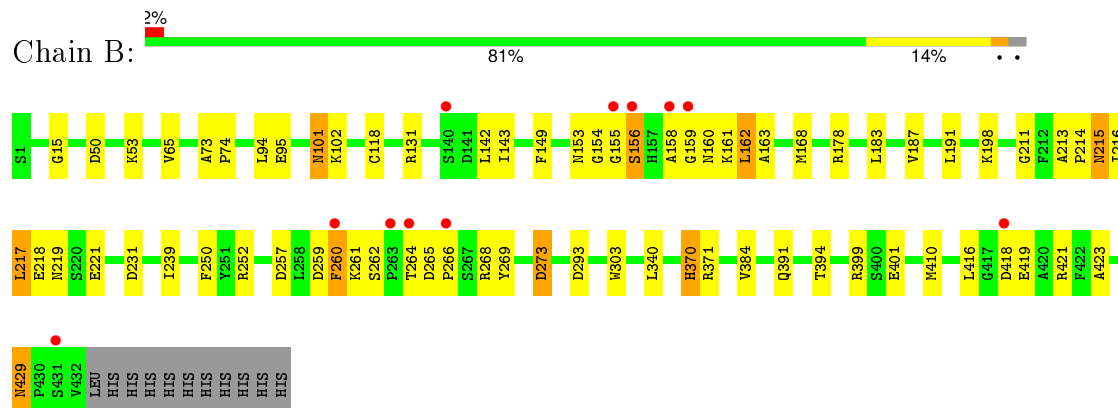 2%
Chain B:
81% 14% • •
S1 G15 D50 K53 V65 A73 P74 L94 E95 N101 K102 C118 R131 S140 D141 L142 I143 F149 N153 G154 G155 S156 H157 A158 G159 N160 K161 L162 A163 M168 R178 L183 V187 L191 K198 G211 F212 A213 P214 N215 I216
L217 E218 N219 S220 E221 D231 I239 F250 Y251 R252 D257 L258 D259 F260 K261 S262 P263 T264 D265 P266 S267 R268 Y269 D273 D293 W303 L340 H370 R371 V384 Q391 T394 R399 S400 E401 M410 L416 G417 D418 E419 A420 R421 F422 A423
N429 P430 S431 V432 LEU HIS HIS HIS HIS HIS HIS HIS HIS HIS HIS